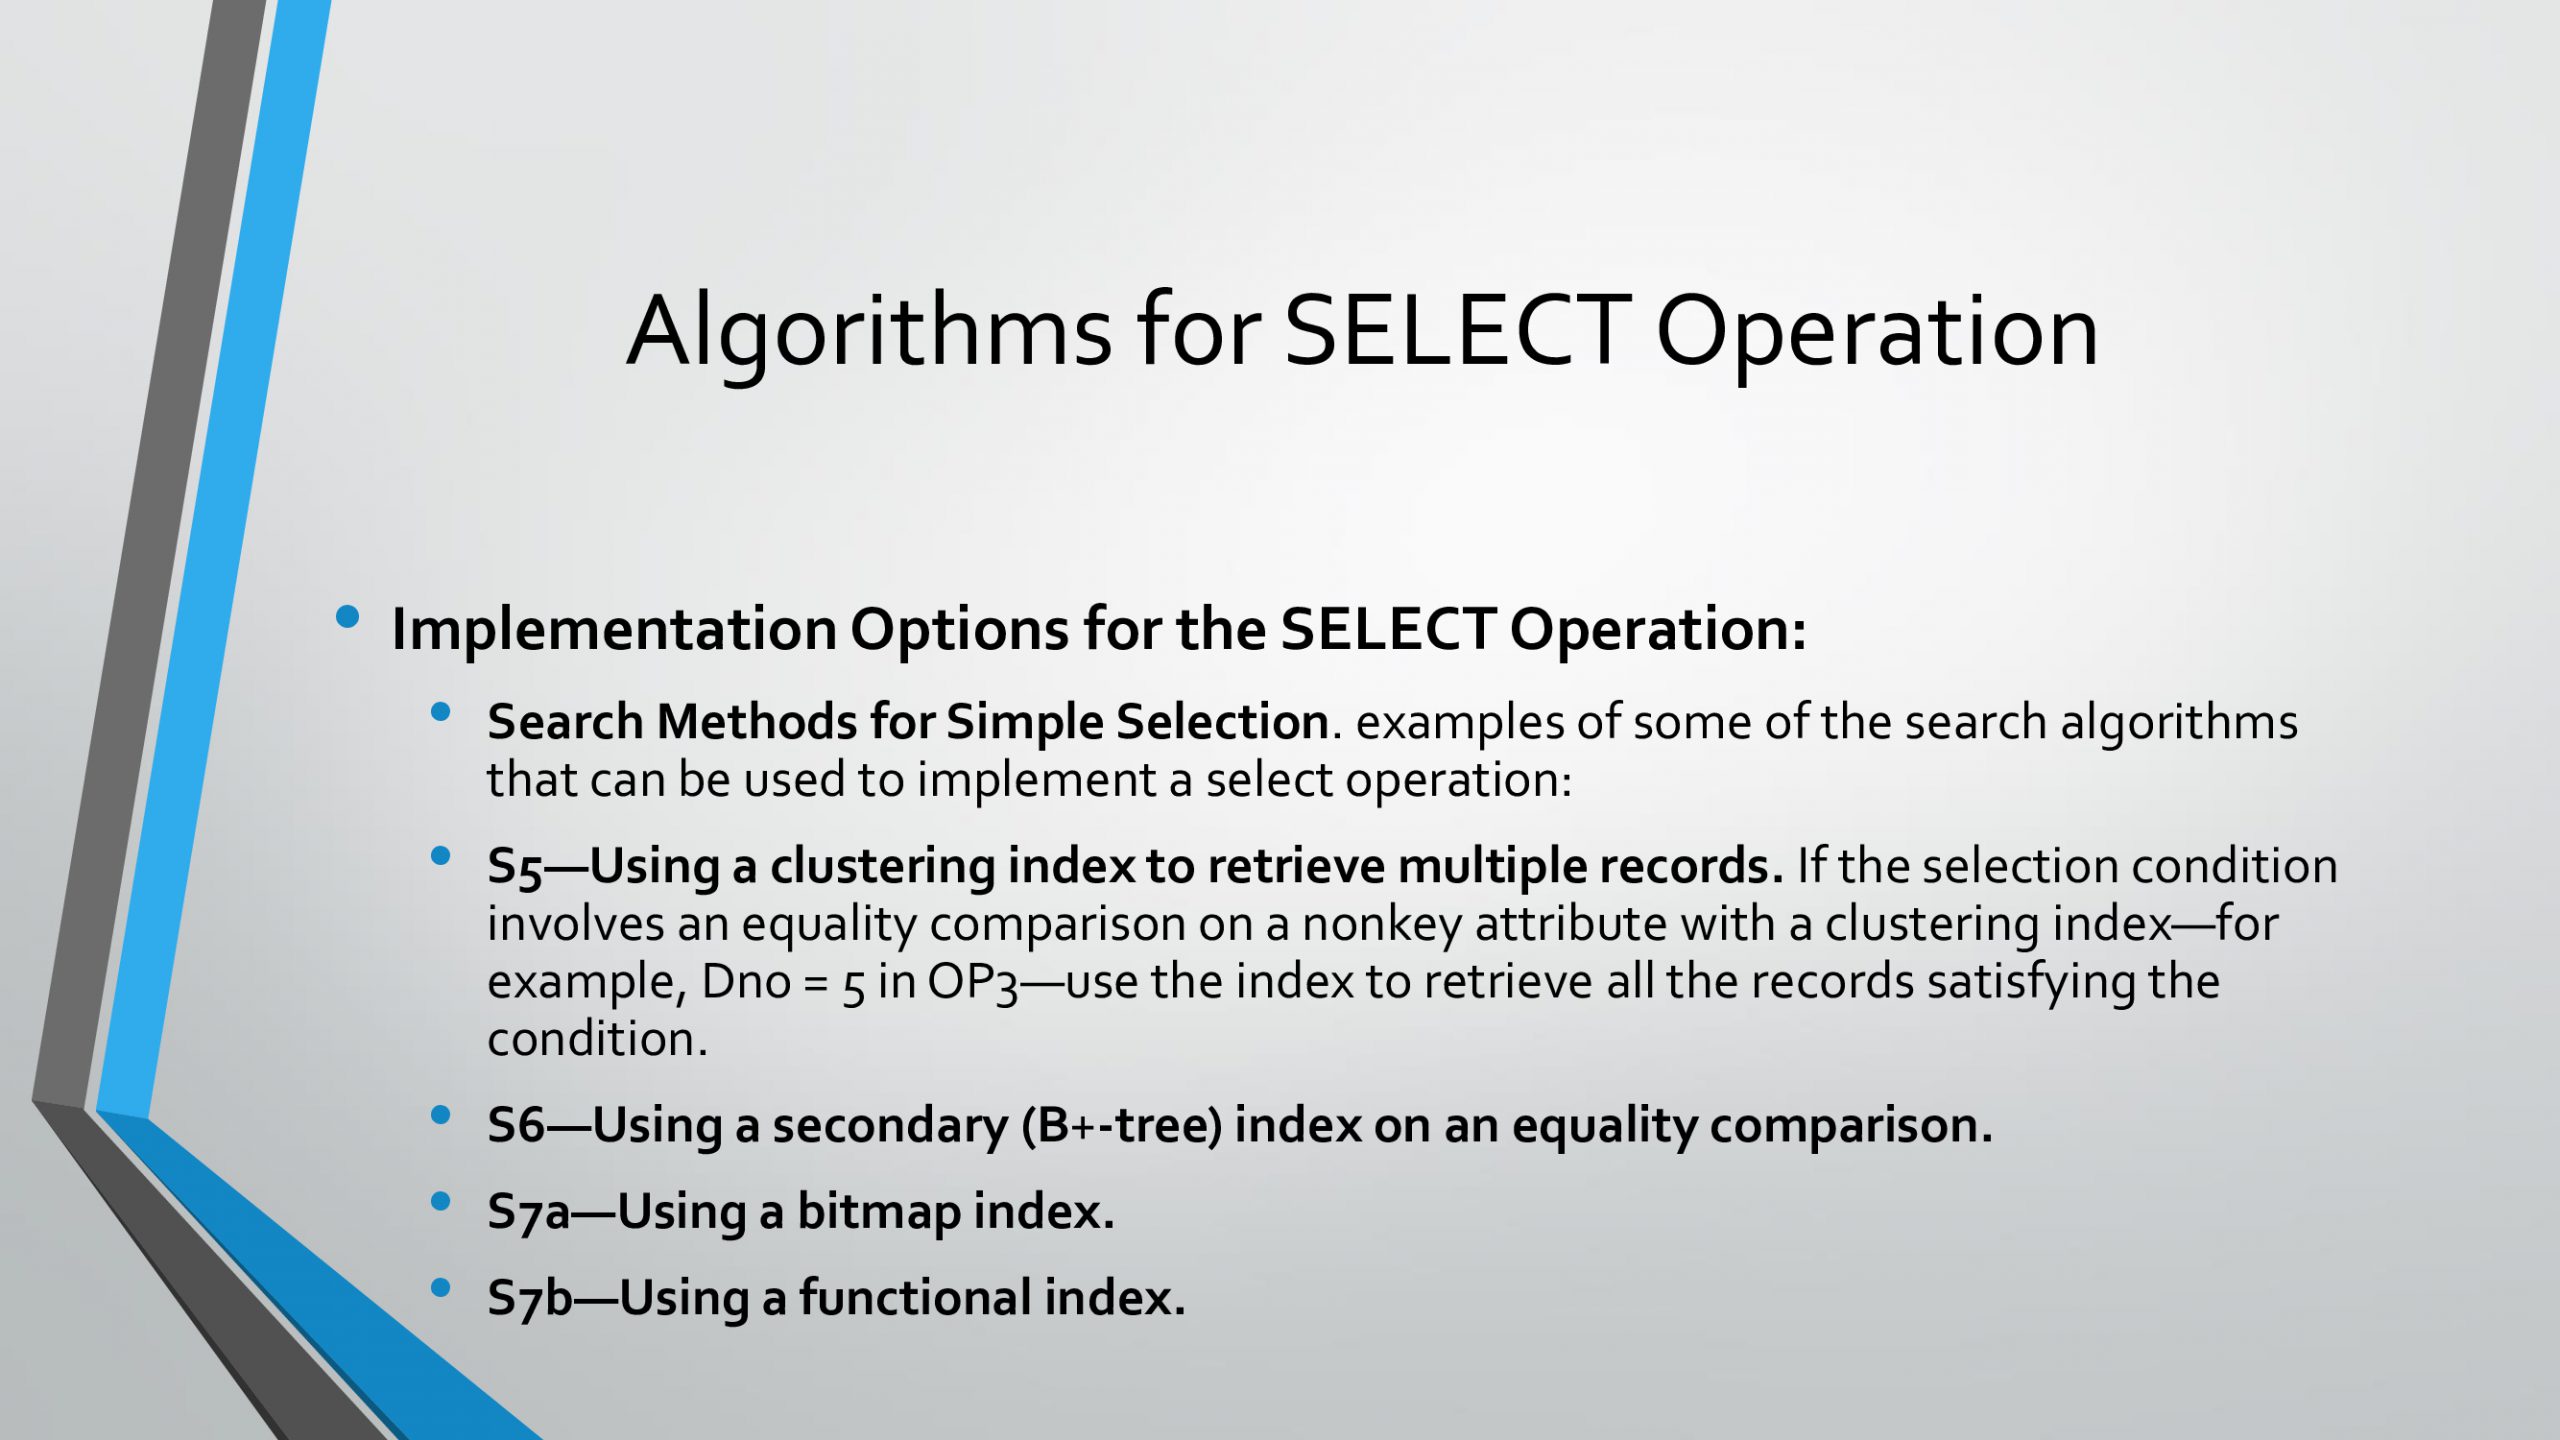 Algorithms for SELECT Operation
• Implementation Options for the SELECT Operation:
• Search Methods for Simple Selection. examples of some of the search algorithms
that can be used to implement a select operation:
• S5—Using a clustering index to retrieve multiple records. If the selection condition
involves an equality comparison on a nonkey attribute with a clustering index—for
example, Dno = 5 in OP3—use the index to retrieve all the records satisfying the
condition.
• S6—Using a secondary (B+-tree) index on an equality comparison.
• S7a—Using a bitmap index.
• S7b—Using a functional index.